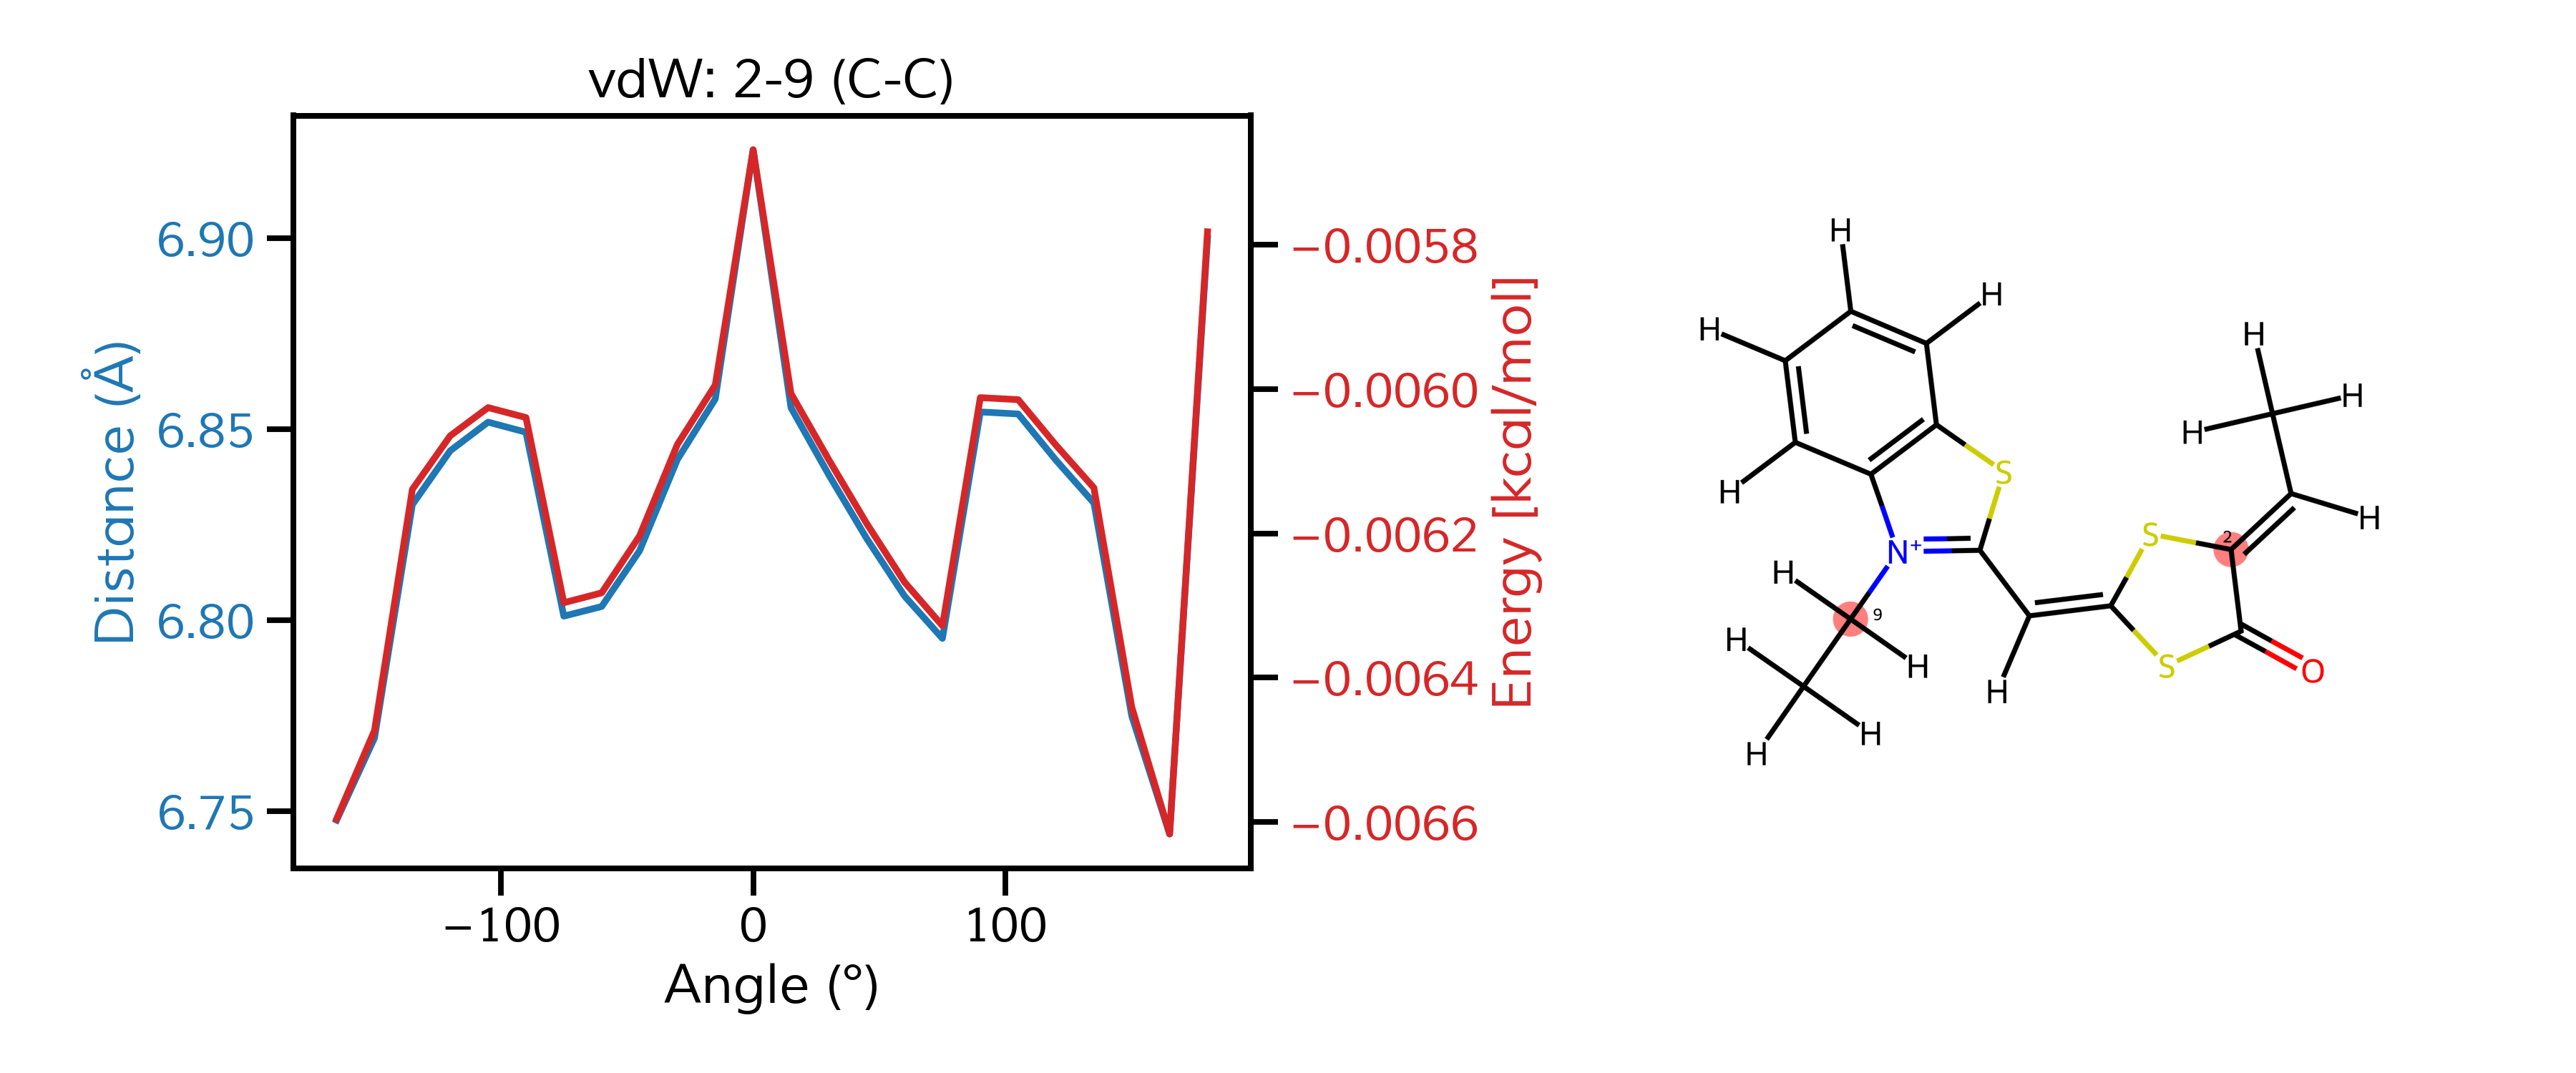 vdW: 2-9 (C-C)
6.90
6.85
6.80
6.75
Distance (Å)
−100
0
100
Angle (°)
−0.0058
−0.0060
−0.0062
−0.0064
−0.0066
Energy [kcal/mol]
H
H
H
H
H
H
S
H
S
2
H
N+
H
9
H
H
S
O
H
H
H